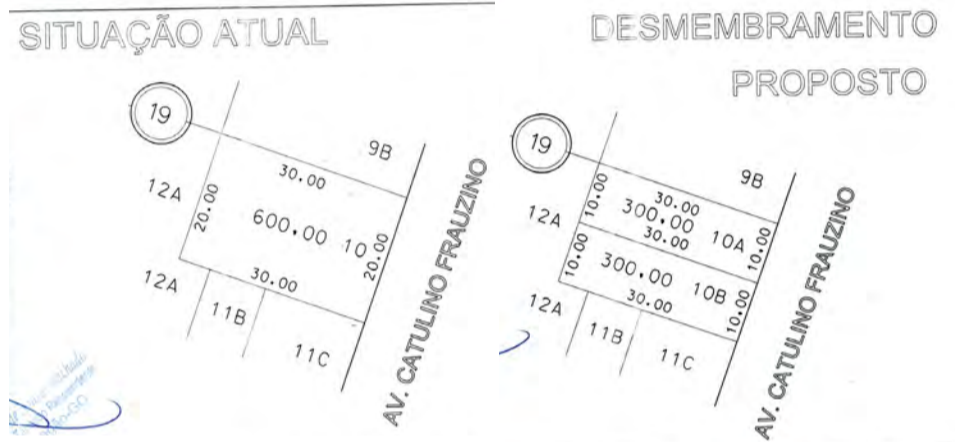 SITUAÇÃO ATUAL
19
9B
30.00
12A
20.00
600,00 10
20.00
30.00
12A
11B
11C
AV. CATULINO FRAUZINO
DESMEMBRAMENTO
PROPOSTO
19
9B
10.00
30.00
12A
300,00 10A
30.00
10.00
10.00
300,00 10B
30.00
10.00
12A
11B
11C
AV. CATULINO FRAUZINO